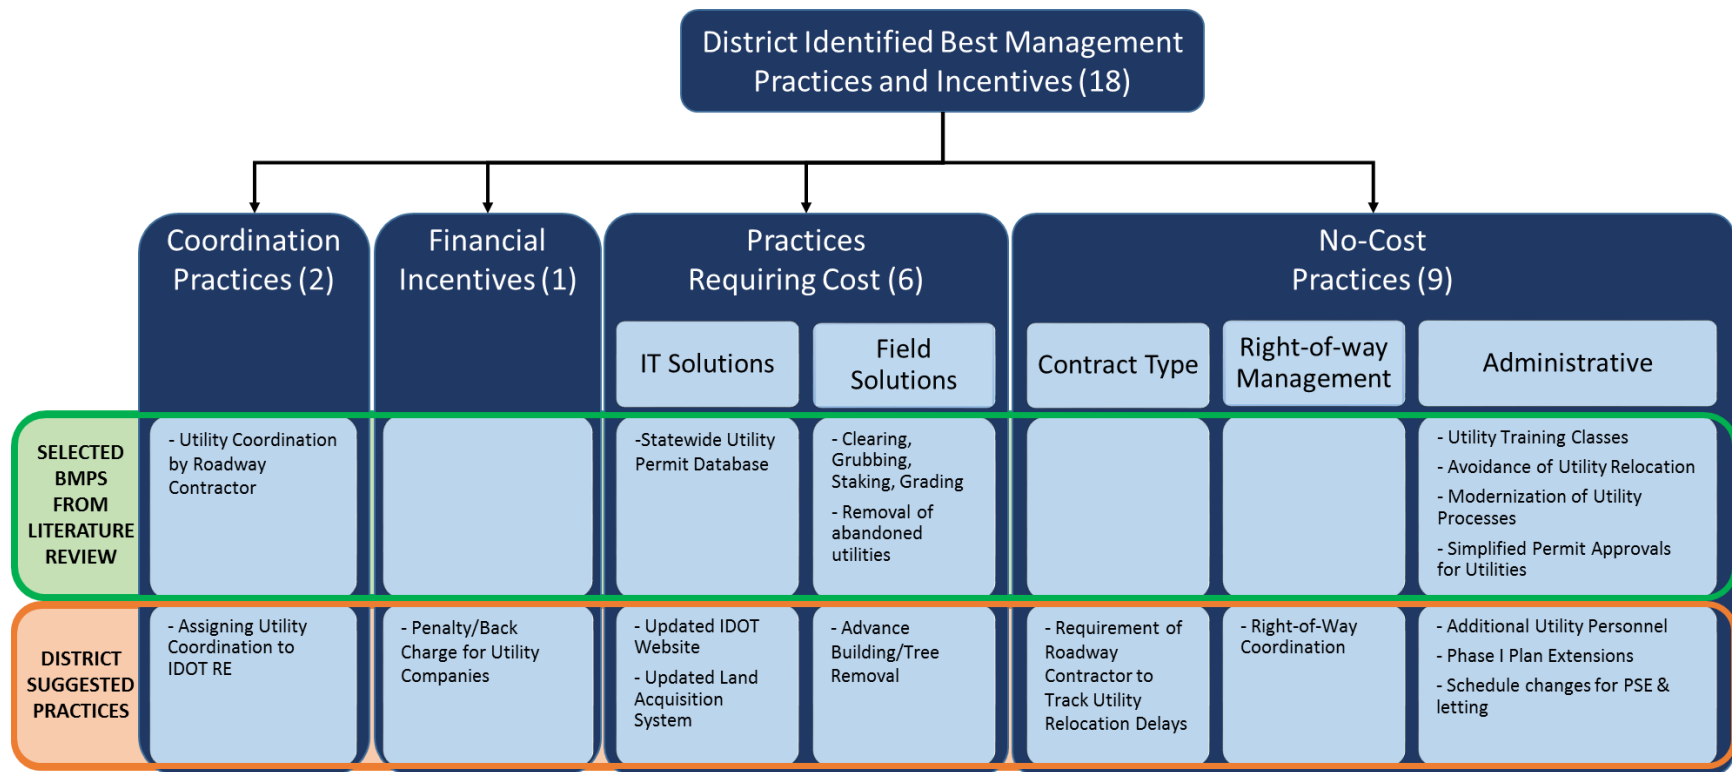 District Identified Best Management
Practices and Incentives (18)
Coordination
Practices (2)
Financial
Incentives (1)
Practices
Requiring Cost (6)
No-Cost
Practices (9)
IT Solutions
Field
Solutions
Contract Type
Right-of-way
Management
Administrative
SELECTED
BMPS
FROM
LITERATURE
REVIEW
- Utility Coordination
by Roadway
Contractor
-Statewide Utility
Permit Database
- Clearing,
Grubbing,
Staking, Grading
- Removal of
abandoned
utilities
- Utility Training Classes
- Avoidance of Utility Relocation
- Modernization of Utility
Processes
- Simplified Permit Approvals
for Utilities
DISTRICT
SUGGESTED
PRACTICES
- Assigning Utility
Coordination to
IDOT RE
- Penalty/Back
Charge for Utility
Companies
- Updated IDOT
Website
- Updated Land
Acquisition
System
- Advance
Building/Tree
Removal
- Requirement of
Roadway
Contractor to
Track Utility
Relocation Delays
- Right-of-Way
Coordination
- Additional Utility Personnel
- Phase I Plan Extensions
- Schedule changes for PSE &
letting